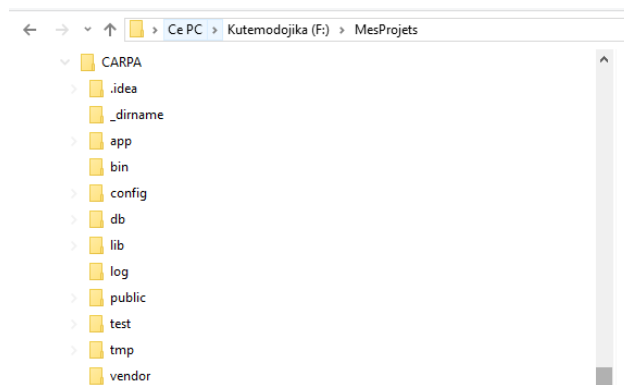 Ce PC > Kutemodojika (F:) > MesProjets
CARPA
.idea
_dirname
app
bin
config
db
lib
log
public
test
tmp
vendor